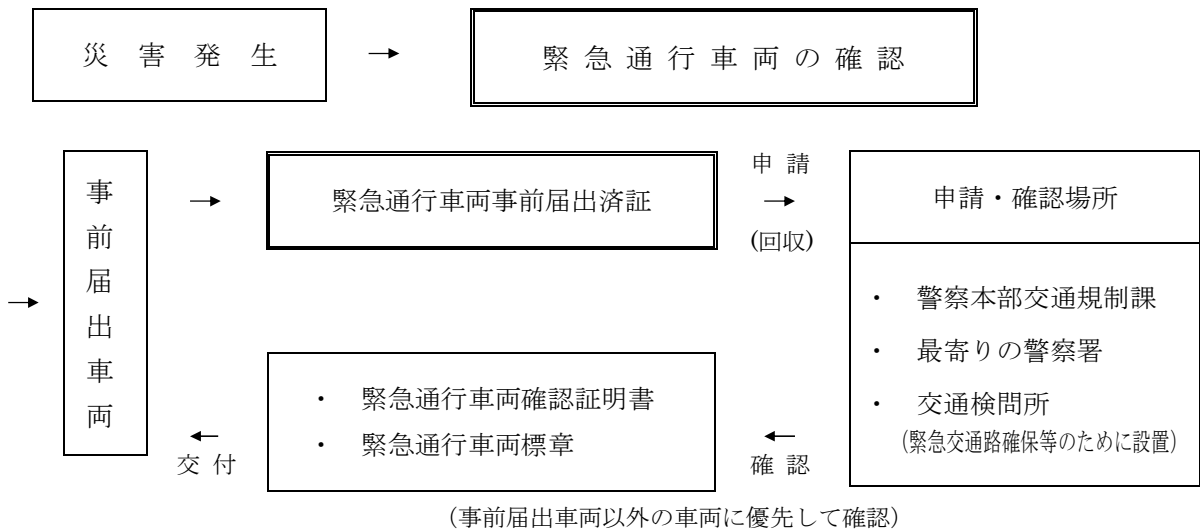 災害発生
→
緊急通行車両の確認
→
事前届出車両
→
緊急通行車両事前届出済証
申請
→
(回収)
申請・確認場所
・ 警察本部交通規制課
・ 最寄りの警察署
・ 交通検問所
(緊急交通路確保等のために設置)
←
確認
・ 緊急通行車両確認証明書
・ 緊急通行車両標章
←
交付
(事前届出車両以外の車両に優先して確認)